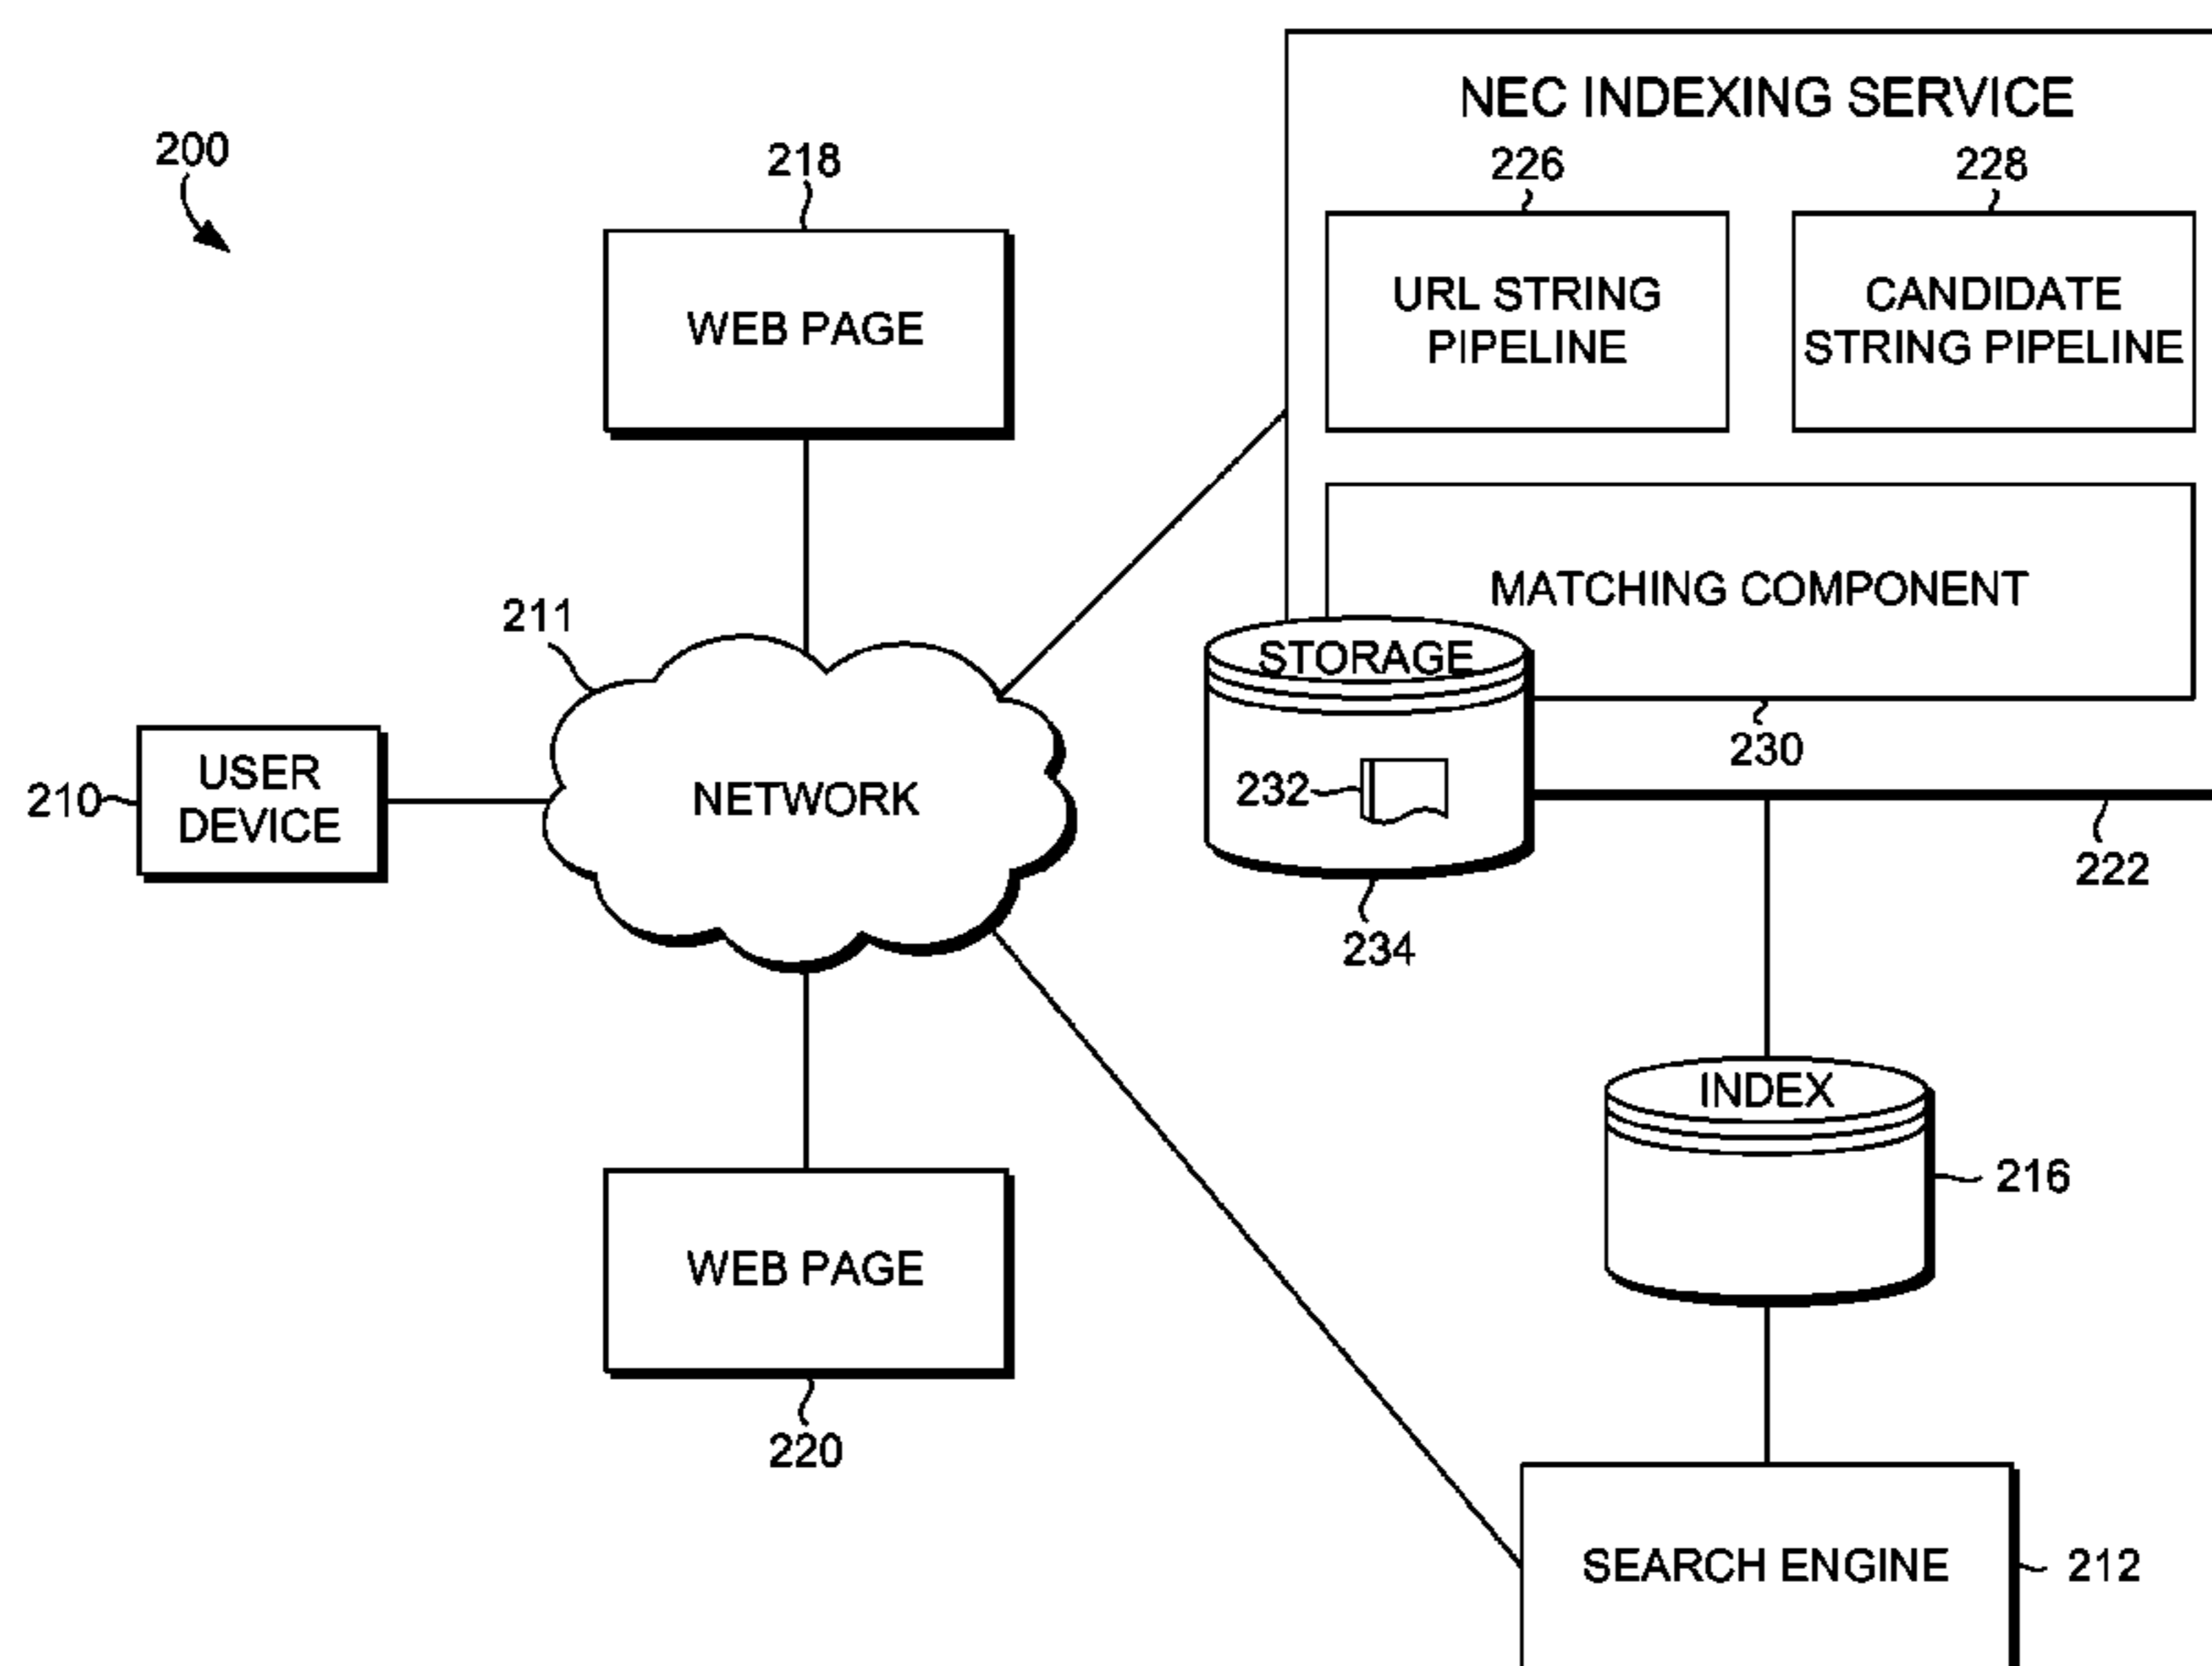 NEC INDEXING SERVICE
200
218
226
228
WEB PAGE
URL STRING
PIPELINE
CANDIDATE
STRING PIPELINE
MATCHING COMPONENT
211
STORAGE
230
USER
DEVICE
210
NETWORK
232
222
234
INDEX
216
WEB PAGE
220
SEARCH ENGINE
212